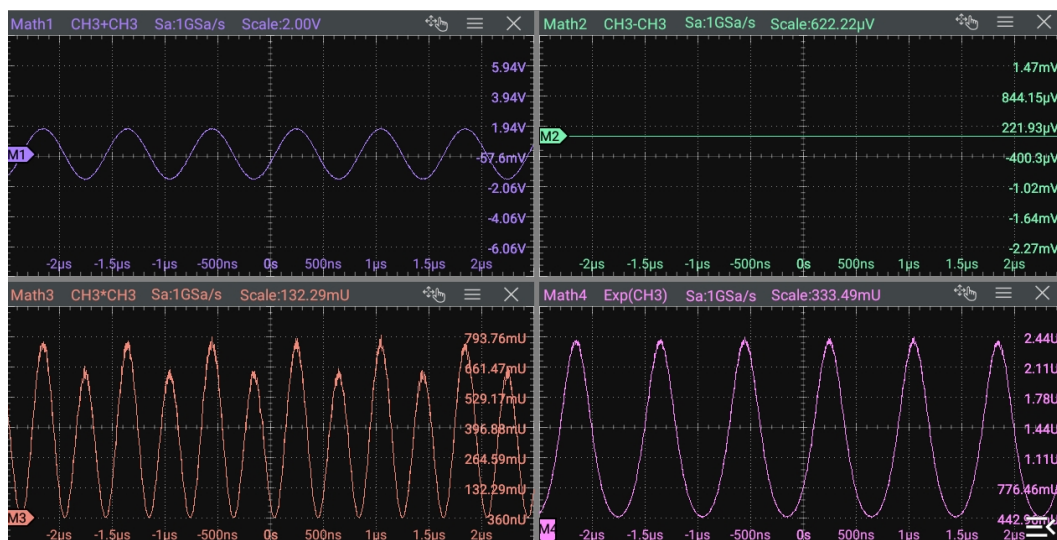 Math1 CH3+CH3 Sa:1GSa/s Scale:2.00V
5.94V
3.94V
1.94V
M1
-57.6mV
-2.06V
-4.06V
-6.06V
-2µs -1.5µs -1µs -500ns 0s 500ns 1µs 1.5µs 2µs
Math2 CH3-CH3 Sa:1GSa/s Scale:622.22µV
1.47mV
844.15µV
221.93µV
M2
-400.3µV
-1.02mV
-1.64mV
-2.27mV
-2µs -1.5µs -1µs -500ns 0s 500ns 1µs 1.5µs 2µs
Math3 CH3*CH3 Sa:1GSa/s Scale:132.29mU
793.76mU
661.47mU
529.17mU
396.88mU
264.59mU
132.29mU
M3
360nU
-2µs -1.5µs -1µs -500ns 0s 500ns 1µs 1.5µs 2µs
Math4 Exp(CH3) Sa:1GSa/s Scale:333.49mU
2.44U
2.11U
1.78U
1.44U
1.11U
776.46mU
M4
-2µs -1.5µs -1µs -500ns 0s 500ns 1µs 1.5µs